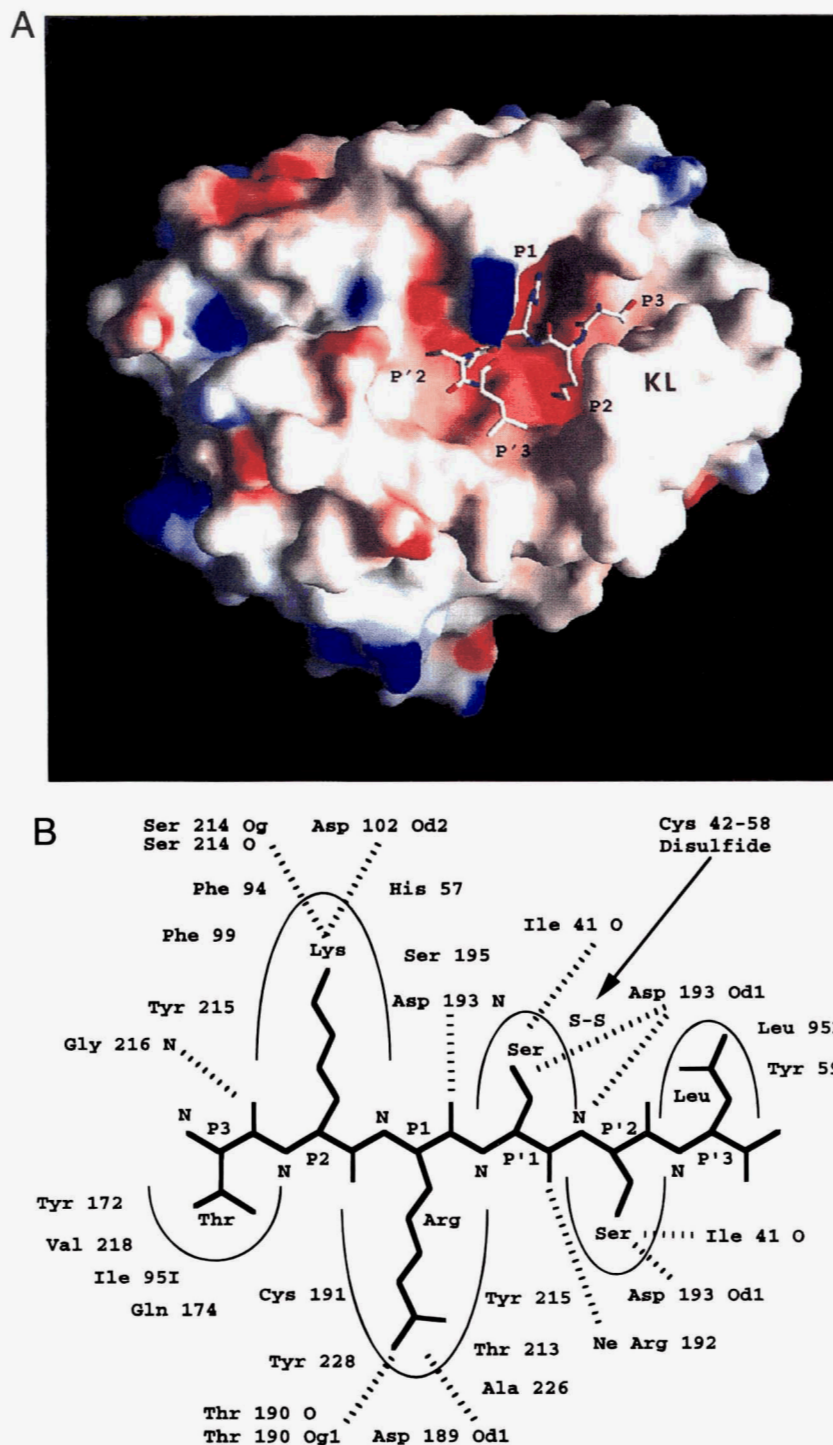 A
P1
P3
P'2
KL
P2
P'3
B
Ser 214 Og Asp 102 Od2
Ser 214 O
Cys 42-58
Disulfide
Phe 94 His 57
Ile 41 O
Phe 99 Lys
Ser 195
Tyr 215 Asp 193 N S-S Asp 193 Od1
Gly 216 N Ser Leu 95
Leu Tyr 59
N P3 N P1 N P'2
N P2 N P'1 N P'3
Tyr 172 Thr Arg Ser Ile 41 O
Val 218
Ile 95I Cys 191 Tyr 215 Asp 193 Od1
Gln 174
Tyr 228 Thr 213 Ne Arg 192
Ala 226
Thr 190 O
Thr 190 Og1 Asp 189 Od1